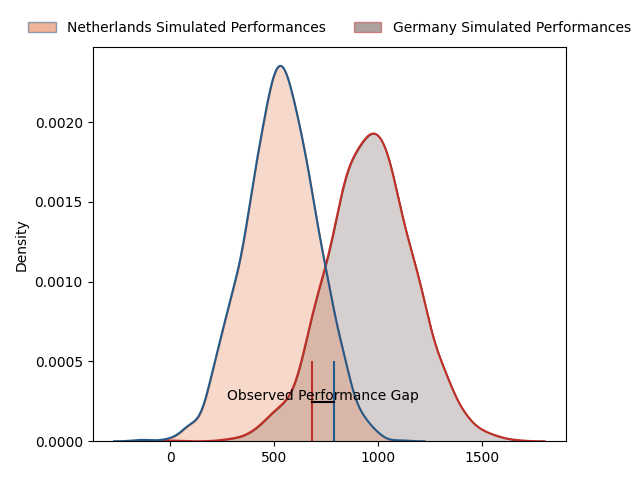 Netherlands Simulated Performances Germany Simulated Performances
0.0020
0.0015
0.0010
0.0005
0.0000
Density
Observed Performance Gap
0 500 1000 1500